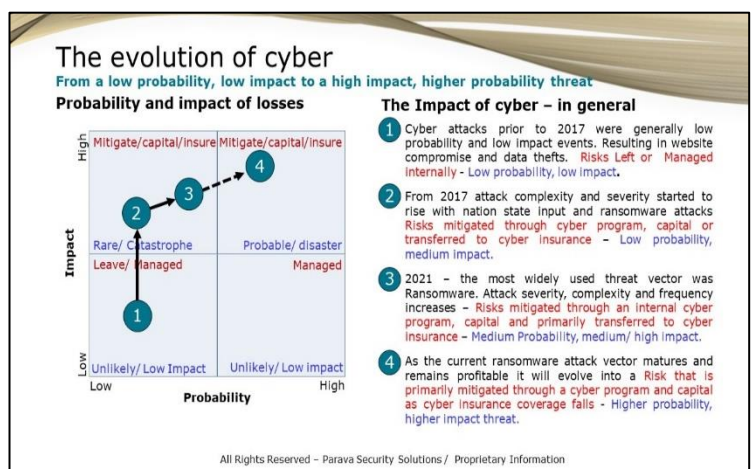 The evolution of cyber
From a low probability, low impact to a high impact, higher probability threat
Probability and impact of losses
High
Mitigate/capital/insure
Mitigate/capital/insure
4
3
2
Rare/ Catastrophe
Probable/ disaster
Impact
Leave/ Managed
Managed
1
Unlikely/ Low Impact
Unlikely/ Low impact
Low
Low
High
Probability
The Impact of cyber – in general
1
Cyber attacks prior to 2017 were generally low
probability and low impact events. Resulting in website
compromise and data thefts. Risks Left or Managed
internally - Low probability, low impact.
2
From 2017 attack complexity and severity started to
rise with nation state input and ransomware attacks
Risks mitigated through cyber program, capital or
transferred to cyber insurance – Low probability,
medium impact.
3
2021 – the most widely used threat vector was
Ransomware. Attack severity, complexity and frequency
increases – Risks mitigated through an internal cyber
program, capital and primarily transferred to cyber
insurance – Medium Probability, medium/ high impact.
4
As the current ransomware attack vector matures and
remains profitable it will evolve into a Risk that is
primarily mitigated through a cyber program and capital
as cyber insurance coverage falls - Higher probability,
higher impact threat.
All Rights Reserved – Parava Security Solutions / Proprietary Information